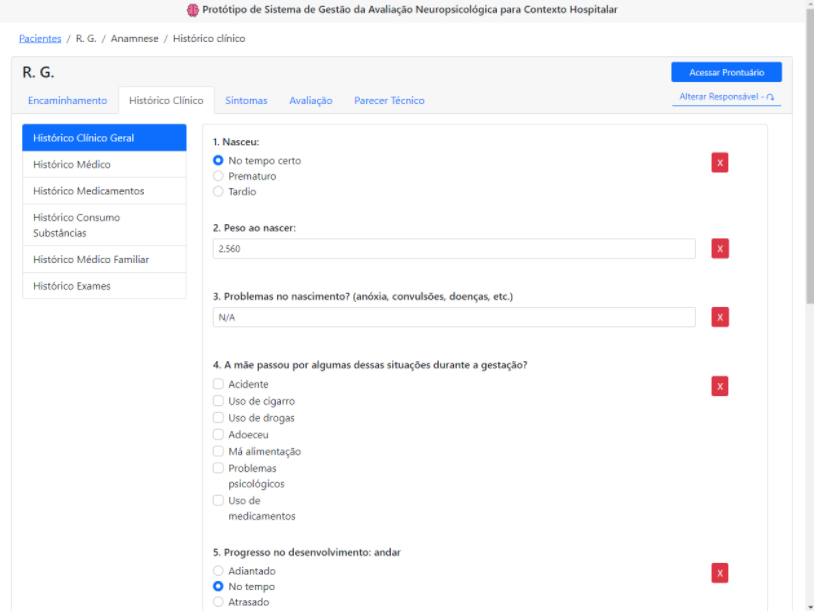 Protótipo de Sistema de Gestão da Avaliação Neuropsicológica para Contexto Hospitalar
Pacientes / R. G. / Anamnese / Histórico clínico
R. G.
Acessar Prontuário
Alterar Responsável -
Encaminhamento Histórico Clínico Sintomas Avaliação Parecer Técnico
Histórico Clínico Geral
Histórico Médico
Histórico Medicamentos
Histórico Consumo
Substâncias
Histórico Médico Familiar
Histórico Exames
1. Nasceu:
No tempo certo
Prematuro
Tardio
X
2. Peso ao nascer:
2,560
X
3. Problemas no nascimento? (anóxia, convulsões, doenças, etc.)
N/A
X
4. A mãe passou por algumas dessas situações durante a gestação?
Acidente
Uso de cigarro
Uso de drogas
Adoeceu
Má alimentação
Problemas
psicológicos
Uso de
medicamentos
X
5. Progresso no desenvolvimento: andar
Adiantado
No tempo
Atrasado
X